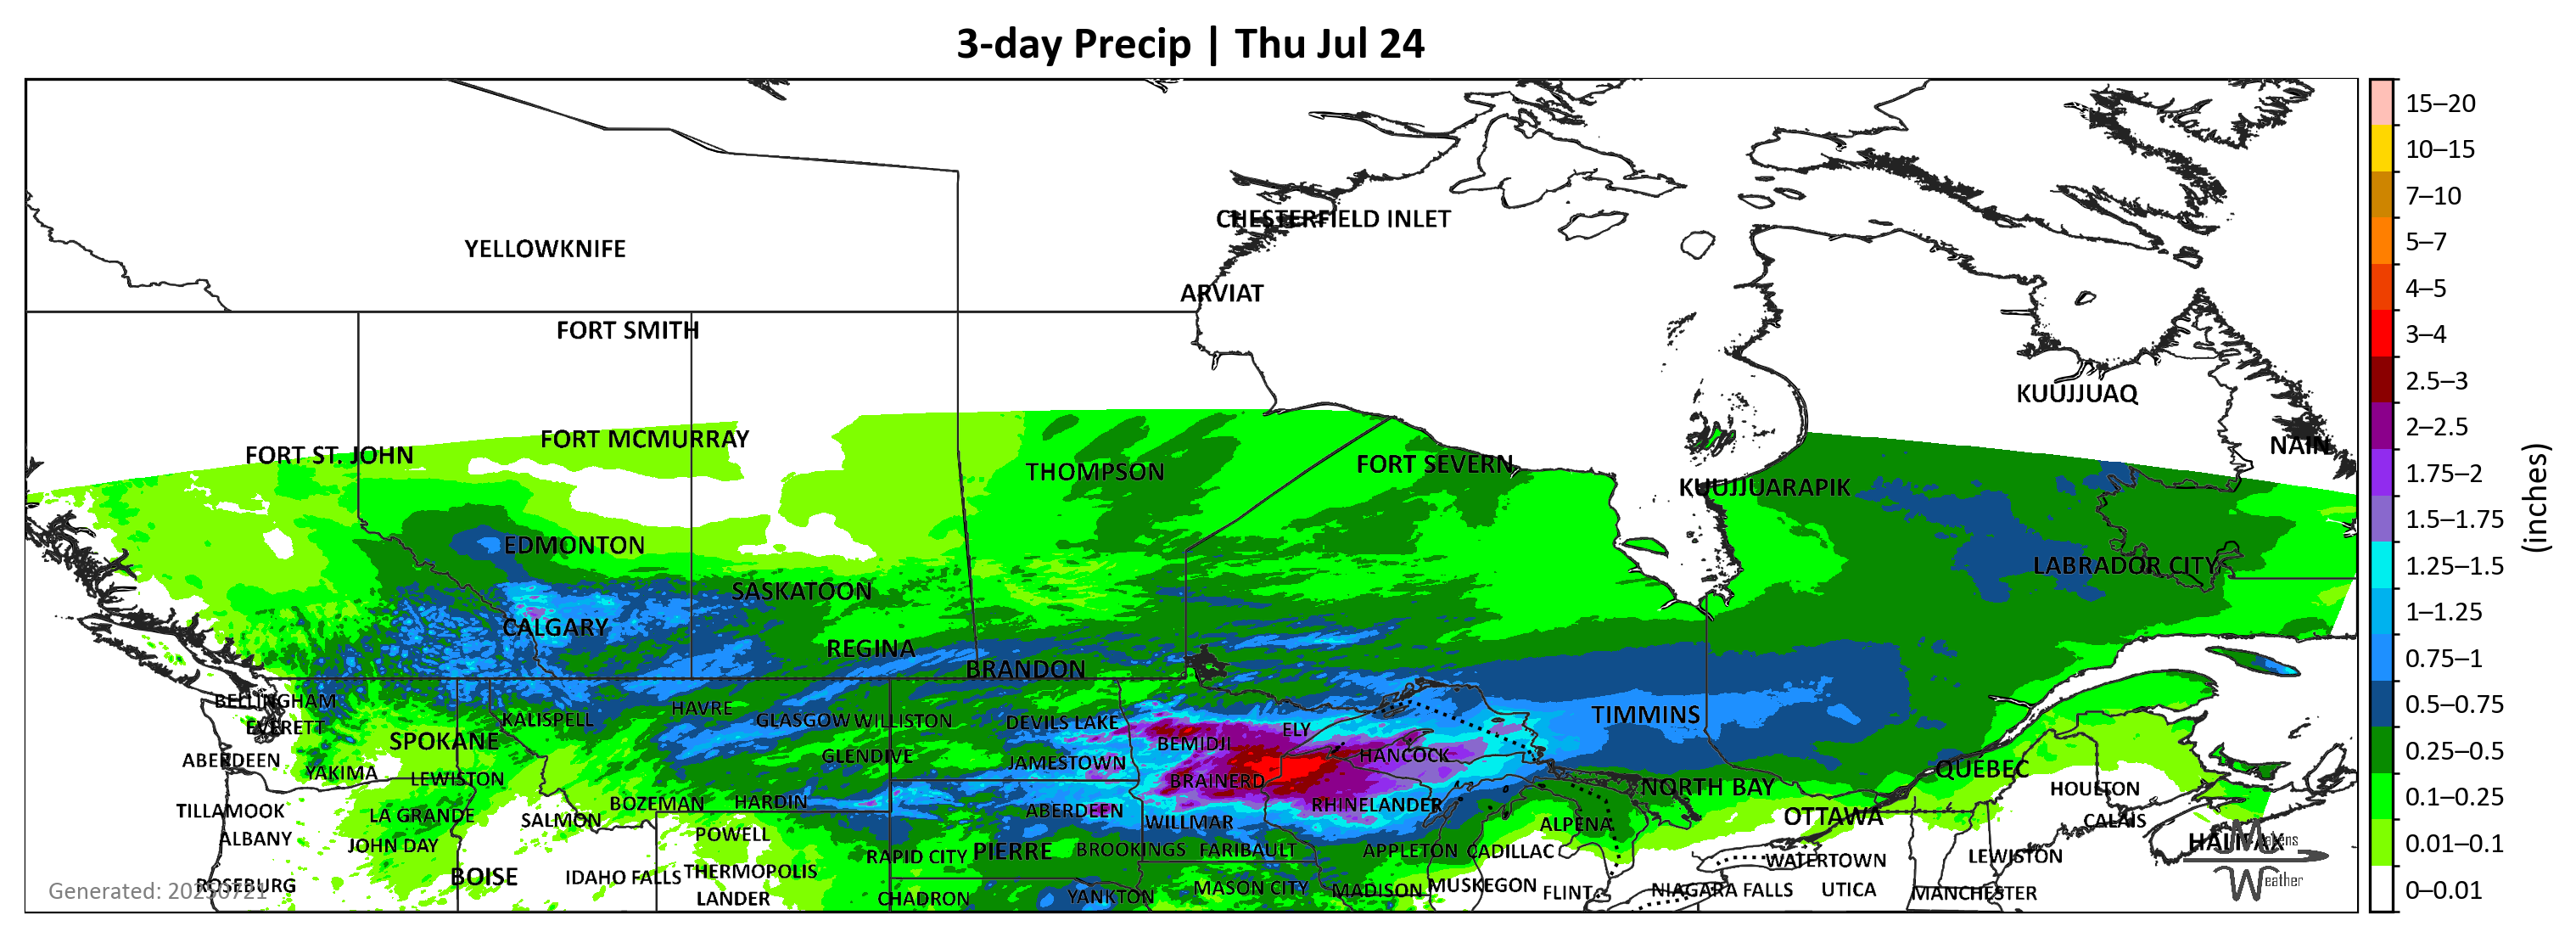 3-day Precip | Thu Jul 24
CHESTERFIELD INLET
YELLOWKNIFE
ARVIAT
FORT SMITH
KUUJJUAQ
FORT MCMURRAY
NAIN
FORT ST. JOHN
FORT SEVERN
THOMPSON
KUUJJUARAPIK
EDMONTON
LABRADOR CITY
SASKATOON
CALGARY
REGINA
BRANDON
BELLINGHAM
HAVRE
TIMMINS
KALISPELL
GLASGOW
WILLISTON
DEVILS LAKE
EVERETT
ELY
SPOKANE
BEMIDJI
HANCOCK
GLENDIVE
ABERDEEN
JAMESTOWN
QUEBEC
YAKIMA
LEWISTON
BRAINERD
NORTH BAY
HOULTON
BOZEMAN
HARDIN
RHINELANDER
TILLAMOOK
LA GRANDE
ABERDEEN
OTTAWA
SALMON
WILLMAR
CALAIS
ALPENA
POWELL
ALBANY
HALIFAX
JOHN DAY
PIERRE
BROOKINGS
FARIBAULT
APPLETON
CADILLAC
RAPID CITY
LEWISTON
WATERTOWN
THERMOPOLIS
BOISE
IDAHO FALLS
ROSEBURG
MUSKEGON
MASON CITY
MADISON
FLINT
NIAGARA FALLS
UTICA
MANCHESTER
LANDER
CHADRON
YANKTON
Generated: 20250721
Weather
15–20
10–15
7–10
5–7
4–5
3–4
2.5–3
2–2.5
1.75–2
1.5–1.75
1.25–1.5
1–1.25
0.75–1
0.5–0.75
0.25–0.5
0.1–0.25
0.01–0.1
0–0.01
(inches)